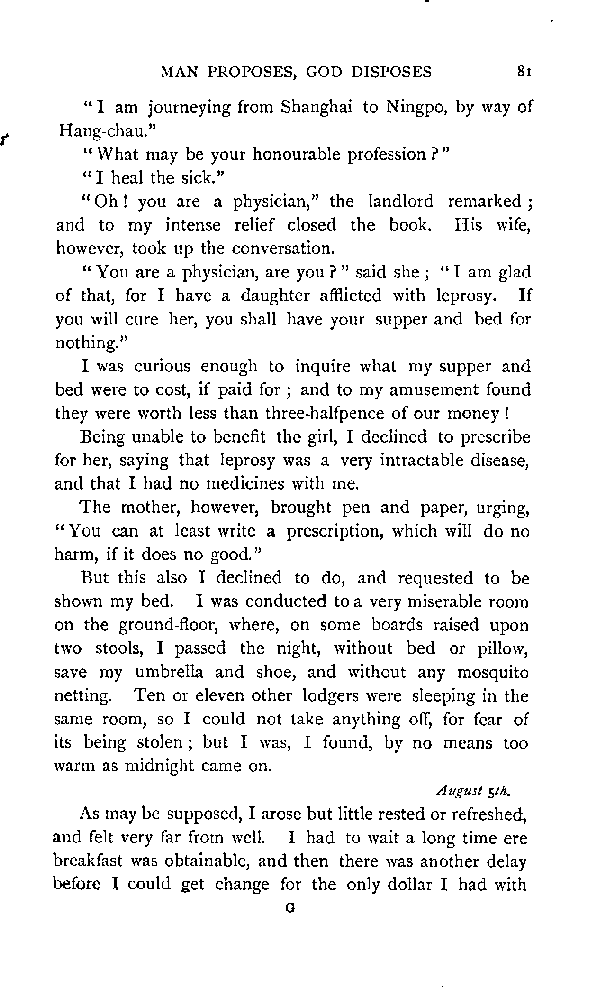 MAN PROPOSES, GOD DISPOSES 81
"I am journeying from Shanghai to Ningpo, by way of
Hang-chau."
"What may be your honourable profession?"
"I heal the sick."
"Oh! you are a physician," the landlord remarked;
and to my intense relief closed the book. His wife,
however, took up the conversation.
"You are a physician, are you?" said she; "I am glad
of that, for I have a daughter afflicted with leprosy. If
you will cure her, you shall have your supper and bed for
nothing."
I was curious enough to inquire what my supper and
bed were to cost, if paid for; and to my amusement found
they were worth less than three-halfpence of our money!
Being unable to benefit the girl, I declined to prescribe
for her, saying that leprosy was a very intractable disease,
and that I had no medicines with me.
The mother, however, brought pen and paper, urging,
"You can at least write a prescription, which will do no
harm, if it does no good."
But this also I declined to do, and requested to be
shown my bed. I was conducted to a very miserable room
on the ground-floor, where, on some boards raised upon
two stools, I passed the night, without bed or pillow,
save my umbrella and shoe, and without any mosquito
netting. Ten or eleven other lodgers were sleeping in the
same room, so I could not take anything off, for fear of
its being stolen; but I was, I found, by no means too
warm as midnight came on.
August 5th.
As may be supposed, I arose but little rested or refreshed,
and felt very far from well. I had to wait a long time ere
breakfast was obtainable, and then there was another delay
before I could get change for the only dollar I had with
G